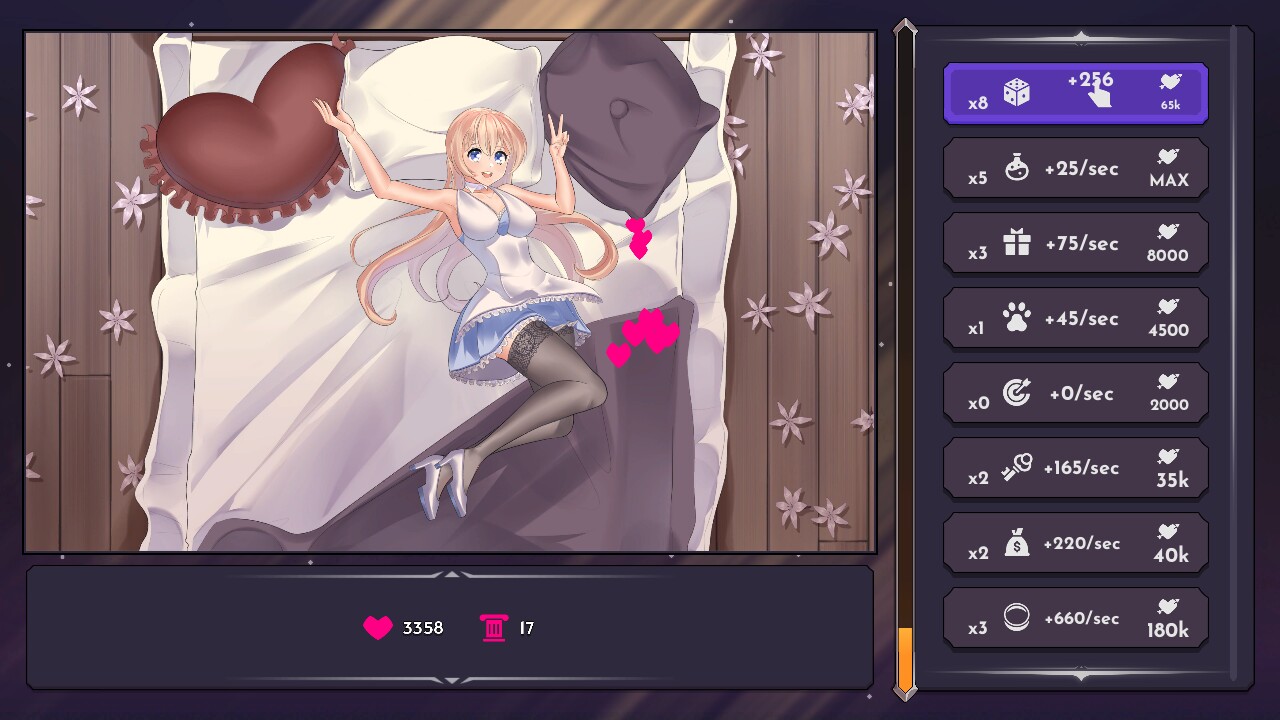 +256
x8
65k
x5
+25/sec
MAX
x3
+75/sec
8000
x1
+45/sec
4500
x0
+0/sec
2000
x2
+165/sec
35k
x2
+220/sec
40k
x3
+660/sec
180k
3358
17